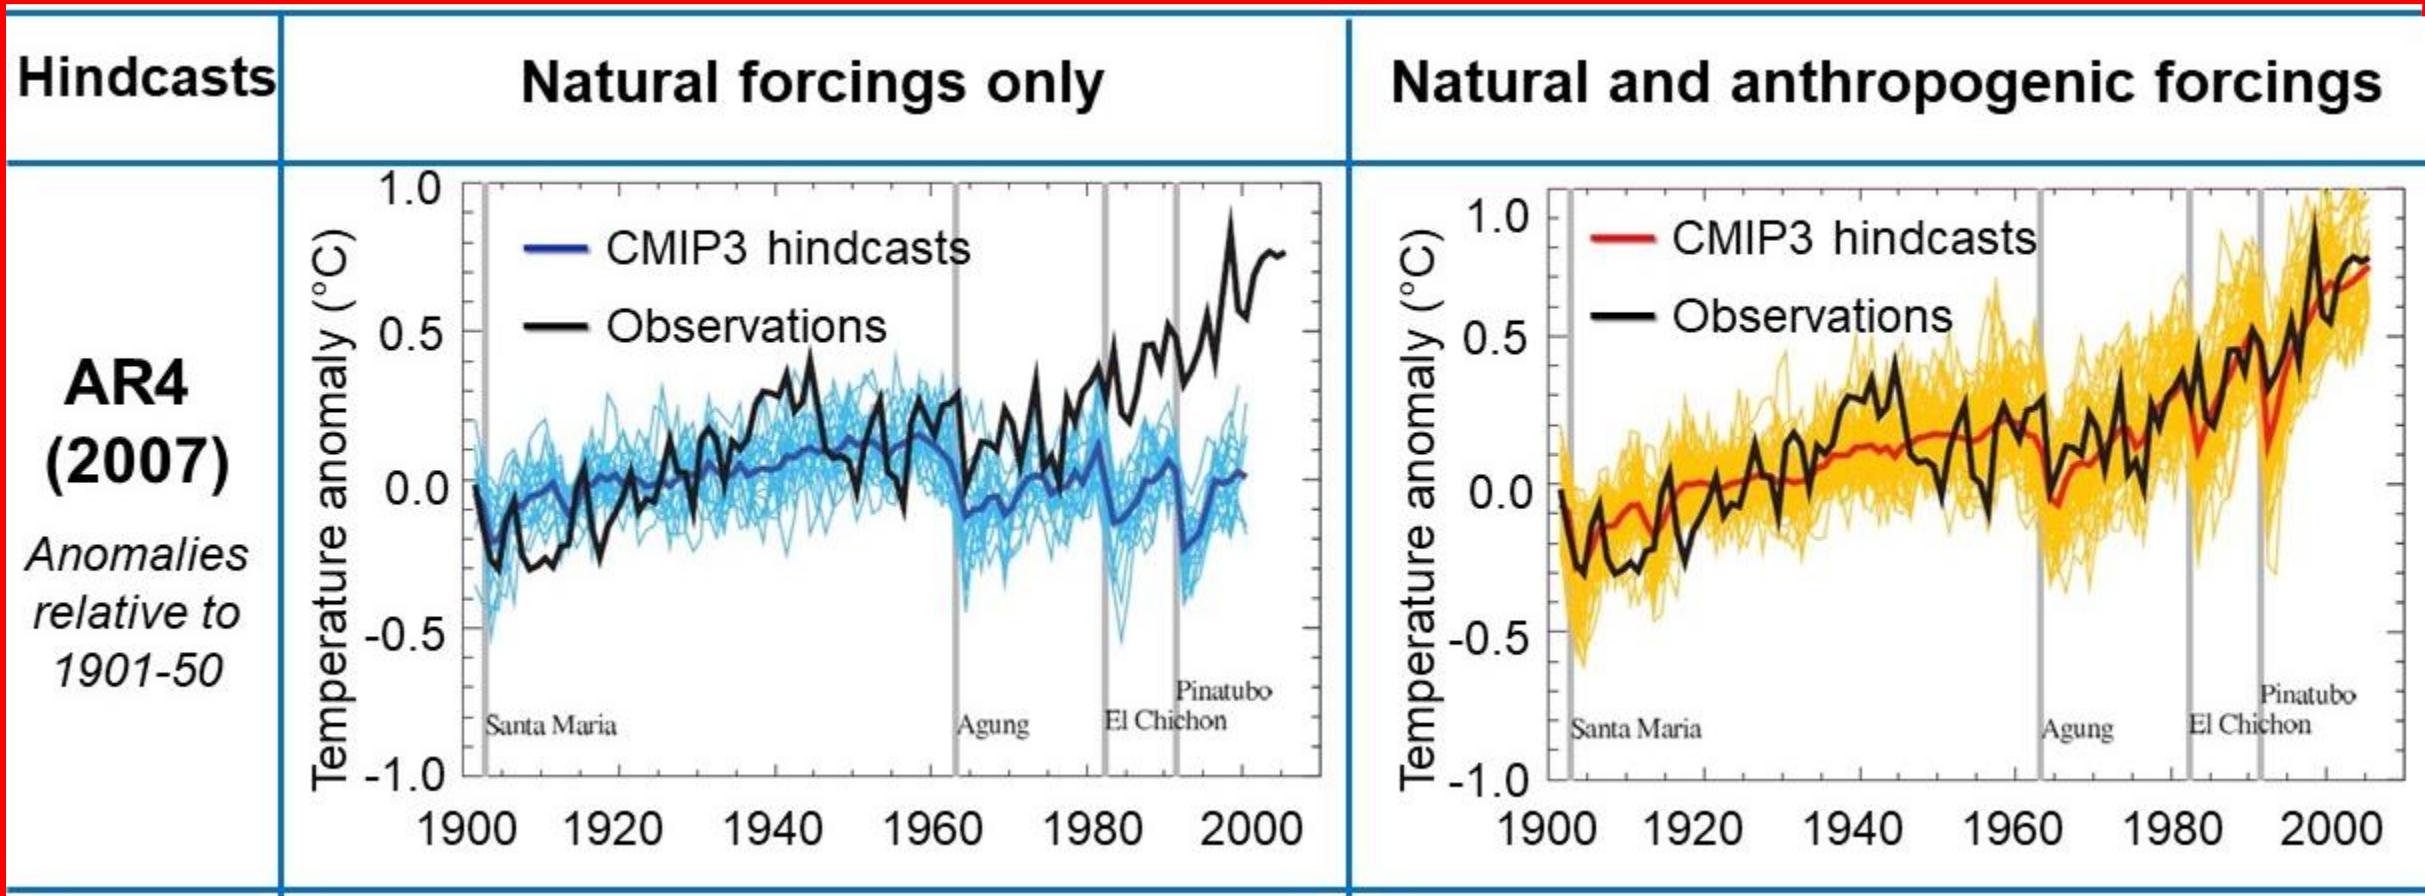 Hindcasts
Natural forcings only
Natural and anthropogenic forcings
AR4
(2007)
Anomalies
relative to
1901-50
Temperature anomaly (°C)
1.0
0.5
0.0
-0.5
-1.0
CMIP3 hindcasts
Observations
Santa Maria
Agung
El Chichon
Pinatubo
1900 1920 1940 1960 1980 2000
Temperature anomaly (°C)
1.0
0.5
0.0
-0.5
-1.0
CMIP3 hindcasts
Observations
Santa Maria
Agung
El Chichon
Pinatubo
1900 1920 1940 1960 1980 2000